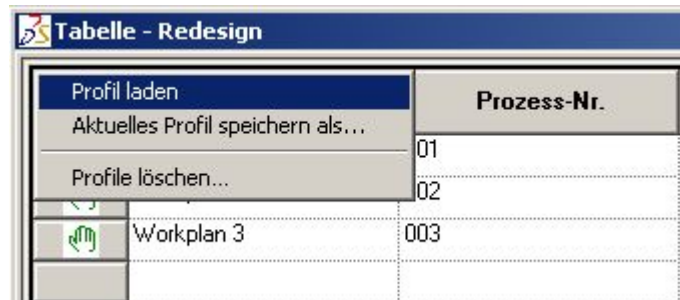 Tabelle - Redesign
Profil laden
Prozess-Nr.
Aktuelles Profil speichern als...
01
Profile löschen...
02
Workplan 3 003